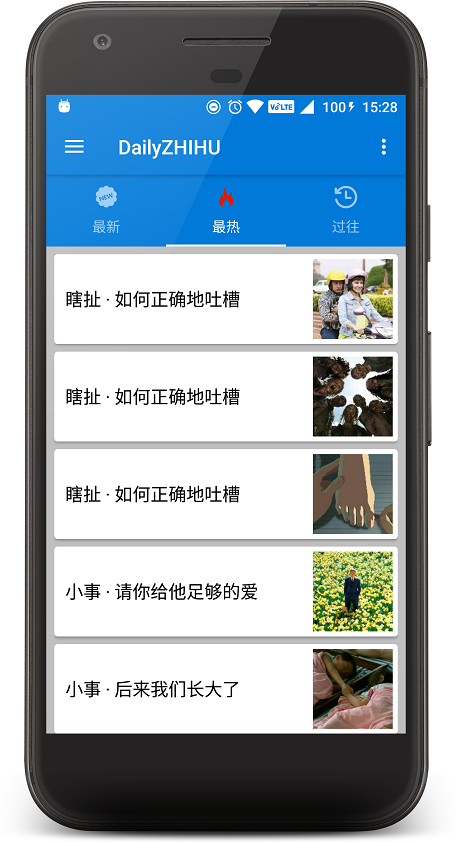 VoLTE 100 15:28
DailyZHIHU
NEW
最新 最热 过往
瞎扯 · 如何正确地吐槽
瞎扯 · 如何正确地吐槽
瞎扯 · 如何正确地吐槽
小事 · 请你给他足够的爱
小事 · 后来我们长大了